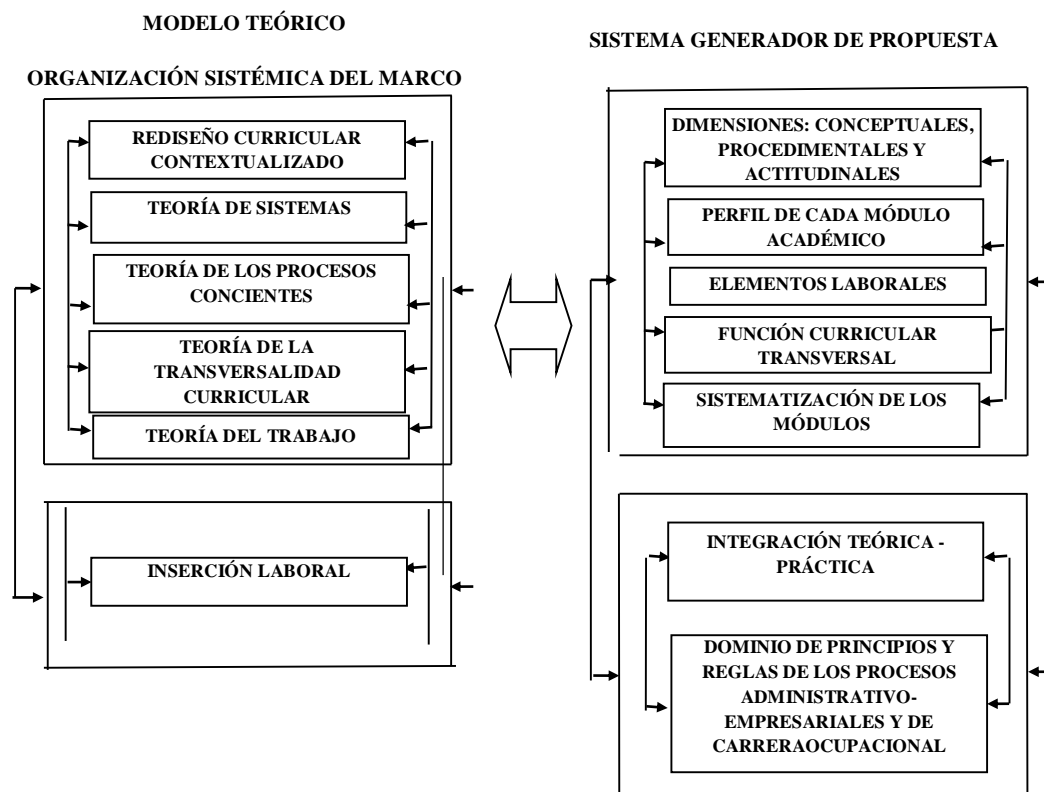 MODELO TEÓRICO
ORGANIZACIÓN SISTÉMICA DEL MARCO
REDISEÑO CURRICULAR
CONTEXTUALIZADO
TEORÍA DE SISTEMAS
TEORÍA DE LOS PROCESOS
CONCIENTES
TEORÍA DE LA
TRANSVERSALIDAD
CURRICULAR
TEORÍA DEL TRABAJO
INSERCIÓN LABORAL
SISTEMA GENERADOR DE PROPUESTA
DIMENSIONES: CONCEPTUALES,
PROCEDIMENTALES Y
ACTITUDINALES
PERFIL DE CADA MÓDULO
ACADÉMICO
ELEMENTOS LABORALES
FUNCIÓN CURRICULAR
TRANSVERSAL
SISTEMATIZACIÓN DE LOS
MÓDULOS
INTEGRACIÓN TEÓRICA -
PRÁCTICA
DOMINIO DE PRINCIPIOS Y
REGLAS DE LOS PROCESOS
ADMINISTRATIVO-
EMPRESARIALES Y DE
CARRERAOCUPACIONAL